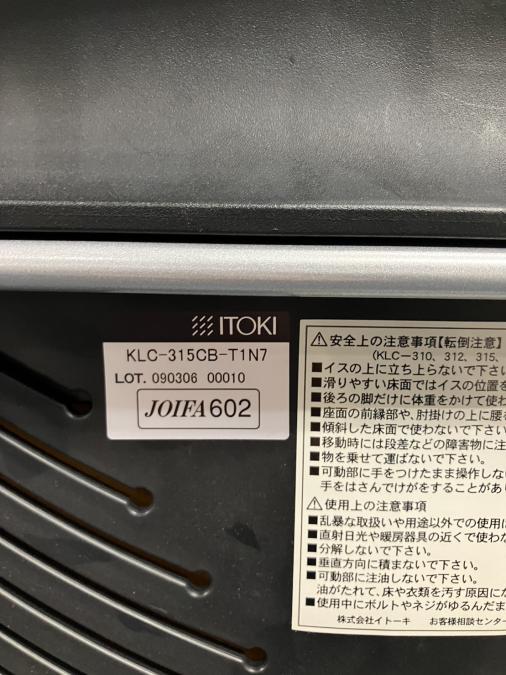 ITOKI
KLC-315CB-T1N7
LOT. 090306 00010
JOIFA602
⚠安全上の注意事項【転倒注意】
(KLC-310、312、315、
■イスの上に立ち上らないで下さい
■滑りやすい床面ではイスの位置を
■後ろの脚だけに体重をかけて使わ
■座面の前縁部や、肘掛けの上に腰を
■傾斜した床面で使わないで下さい。
■移動時には段差などの障害物に注
■物を乗せて運ばないで下さい。
■可動部に手をつけたまま操作しな
手をはさんでけがをすることがあり
⚠使用上の注意事項
■乱暴な取扱いや用途以外での使用は
■直射日光や暖房器具の近くで使わ
■分解しないで下さい。
■垂直方向に積まないで下さい。
■可動部に注油しないで下さい。
油がたれて、床や衣類を汚す原因に
■使用中にボルトやネジがゆるんだま
株式会社イトーキ お客様相談センター